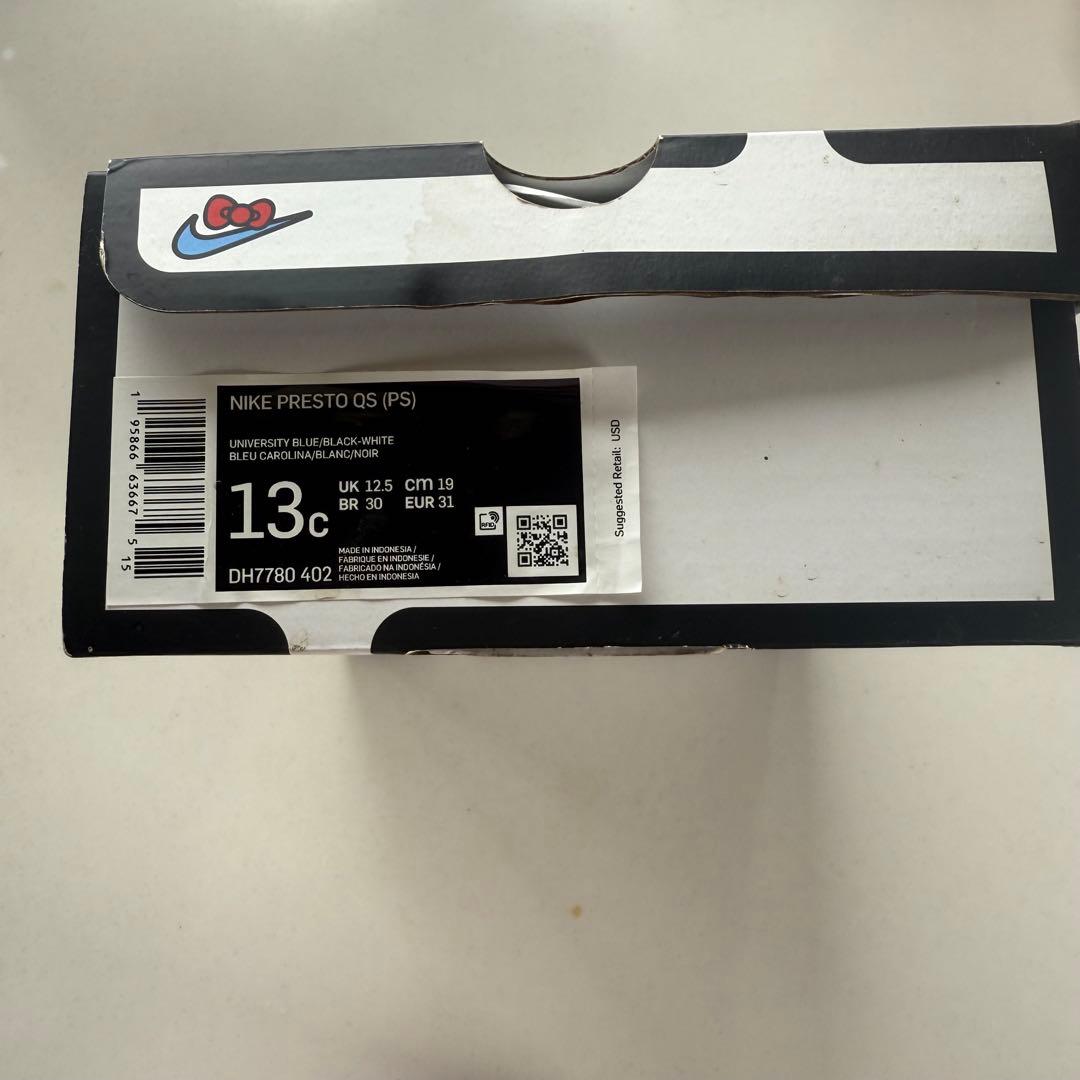 NIKE PRESTO QS (PS)
UNIVERSITY BLUE/BLACK-WHITE
BLEU CAROLINA/BLANC/NOIR
13C
UK 12.5 cm 19
BR 30 EUR 31
RFID
MADE IN INDONESIA /
FABRIQUE EN INDONESIE /
FABRICADO NA INDONÉSIA /
HECHO EN INDONESIA
DH7780 402
1 95866 63667 5 15
Suggested Retail: USD